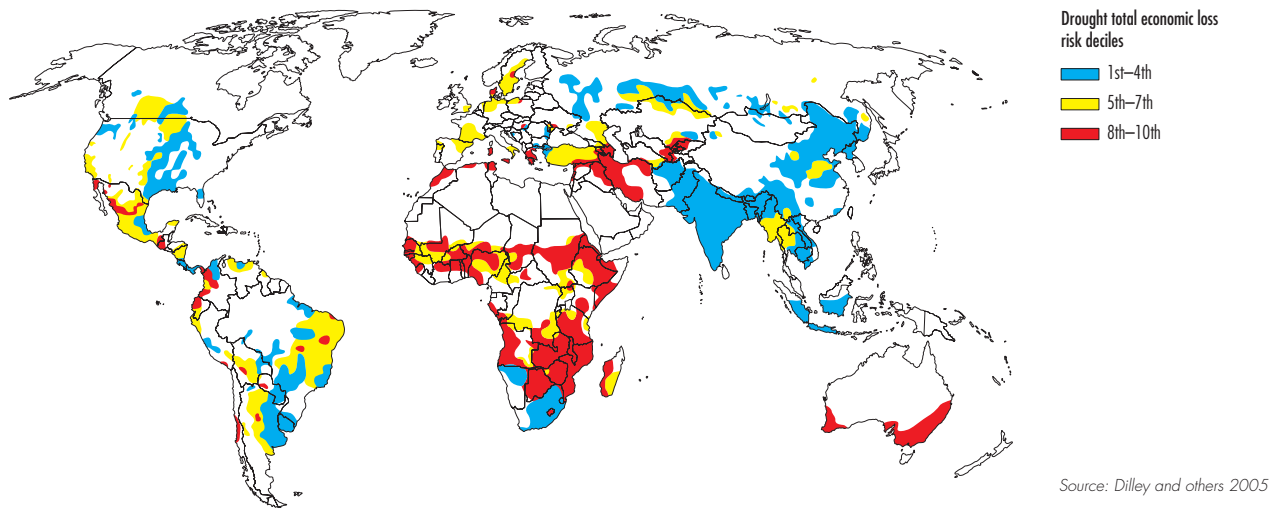 Drought total economic loss
risk deciles
1st–4th
5th–7th
8th–10th
Source: Dilley and others 2005